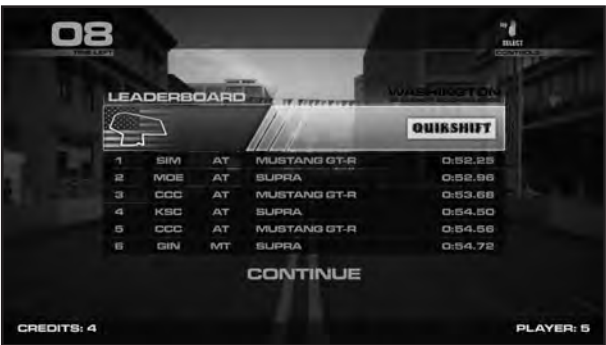 08
TIME LEFT
SELECT
CONTROLS
LEADERBOARD WASHINGTON
QUIKSHIFT
1 SIM AT MUSTANG GT-R 0:52.25
2 MOE AT SUPRA 0:52.96
3 CCC AT MUSTANG GT-R 0:53.68
4 KSC AT SUPRA 0:54.50
5 CCC AT MUSTANG GT-R 0:54.56
6 GIN MT SUPRA 0:54.72
CONTINUE
CREDITS: 4 PLAYER: 5